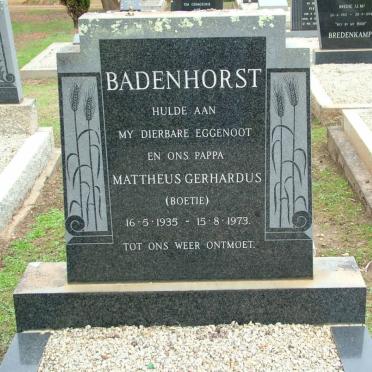 BADENHORST
HULDE AAN
MY DIERBARE EGGENOOT
EN ONS PAPPA
MATTHEUS GERHARDUS
(BOETIE)
16·5·1935 - 15·8·1973.
TOT ONS WEER ONTMOET.
BREDENKAMP